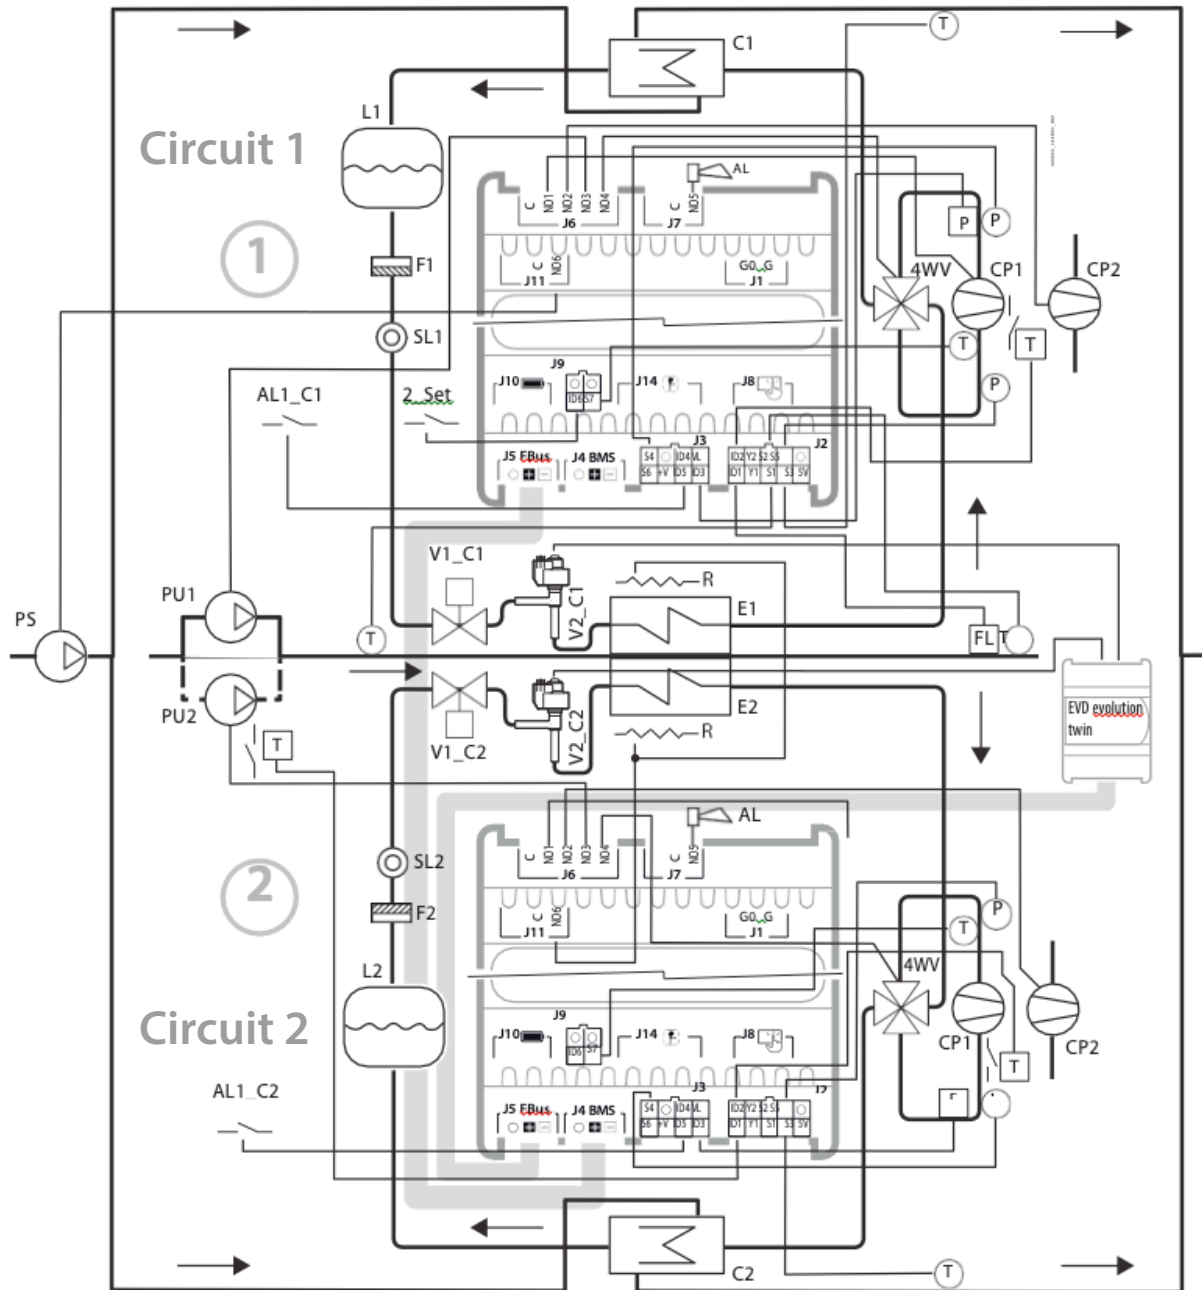 T
C1
L1
Circuit 1
AL
C
NO1
NO2
NO3
NO4
J6
C
NO5
J7
P
P
1
F1
C
NO6
J11
G0 G
J1
4WV
CP1
CP2
SL1
T
T
J9
J10
J14
J8
P
AL1_C1
2_Set
ID6 S7
J3
J2
J5 FBus
J4 BMS
S4 ID4 VL
S6 +V ID5 ID3
ID2 Y2 S2 S5
ID1 Y1 S1 S3 5V
V1_C1
R
PU1
V2_C1
E1
PS
T
FL
T
PU2
V2_C2
E2
EVD evolution
twin
T
V1_C2
R
AL
C
NO1
NO2
NO3
NO4
J6
C
NO5
J7
2
SL2
F2
C
NO6
J11
G0 G
J1
P
T
L2
4WV
Circuit 2
J9
J10
J14
J8
CP1
CP2
ID6 S7
T
AL1_C2
J3
J5 FBus
J4 BMS
S4 ID4 VL
S6 +V ID5 ID3
ID2 Y2 S2 S5
ID1 Y1 S1 S3 5V
C2
T